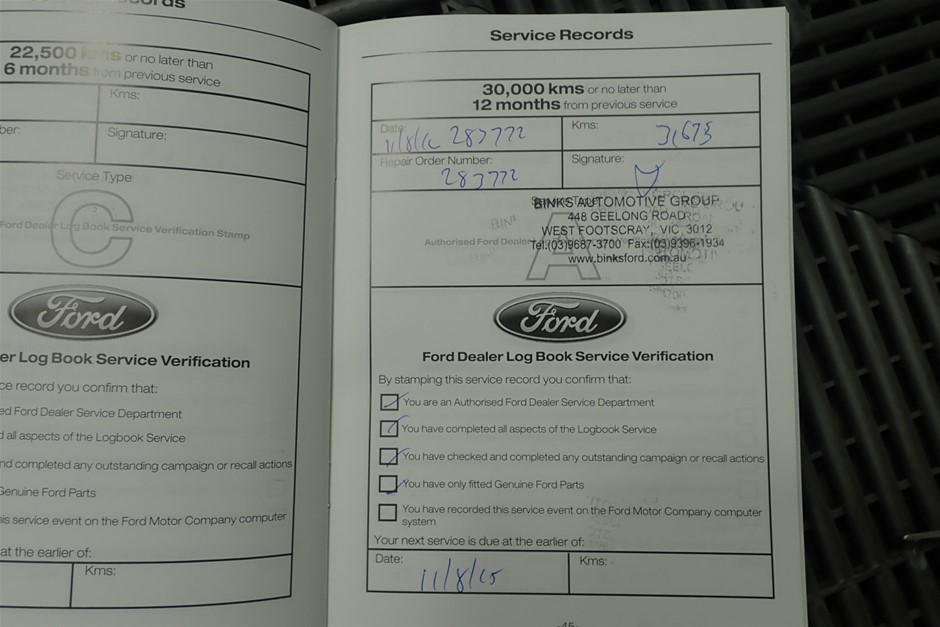 22,500 kms or no later than
6 months from previous service
Kms:
Signature:
Service Type
C
Ford Dealer Log Book Service Verification Stamp
Ford
Log Book Service Verification
record you confirm that:
Ford Dealer Service Department
all aspects of the Logbook Service
completed any outstanding campaign or recall actions
Genuine Ford Parts
service event on the Ford Motor Company computer
at the earlier of:
Kms:
Service Records
30,000 kms or no later than
12 months from previous service
Date: 283772
Kms: 31673
Repair Order Number: 283772
Signature:
BINKS AUTOMOTIVE GROUP
448 GEELONG ROAD
WEST FOOTSCRAY, VIC 3012
Authorised Ford Dealer
Tel:(03)9687-3700 Fax:(03)9396-1934
www.binksford.com.au
A
Ford
Ford Dealer Log Book Service Verification
By stamping this service record you confirm that:
You are an Authorised Ford Dealer Service Department
You have completed all aspects of the Logbook Service
You have checked and completed any outstanding campaign or recall actions
You have only fitted Genuine Ford Parts
You have recorded this service event on the Ford Motor Company computer
system
Your next service is due at the earlier of:
Date: 11/8/15
Kms: